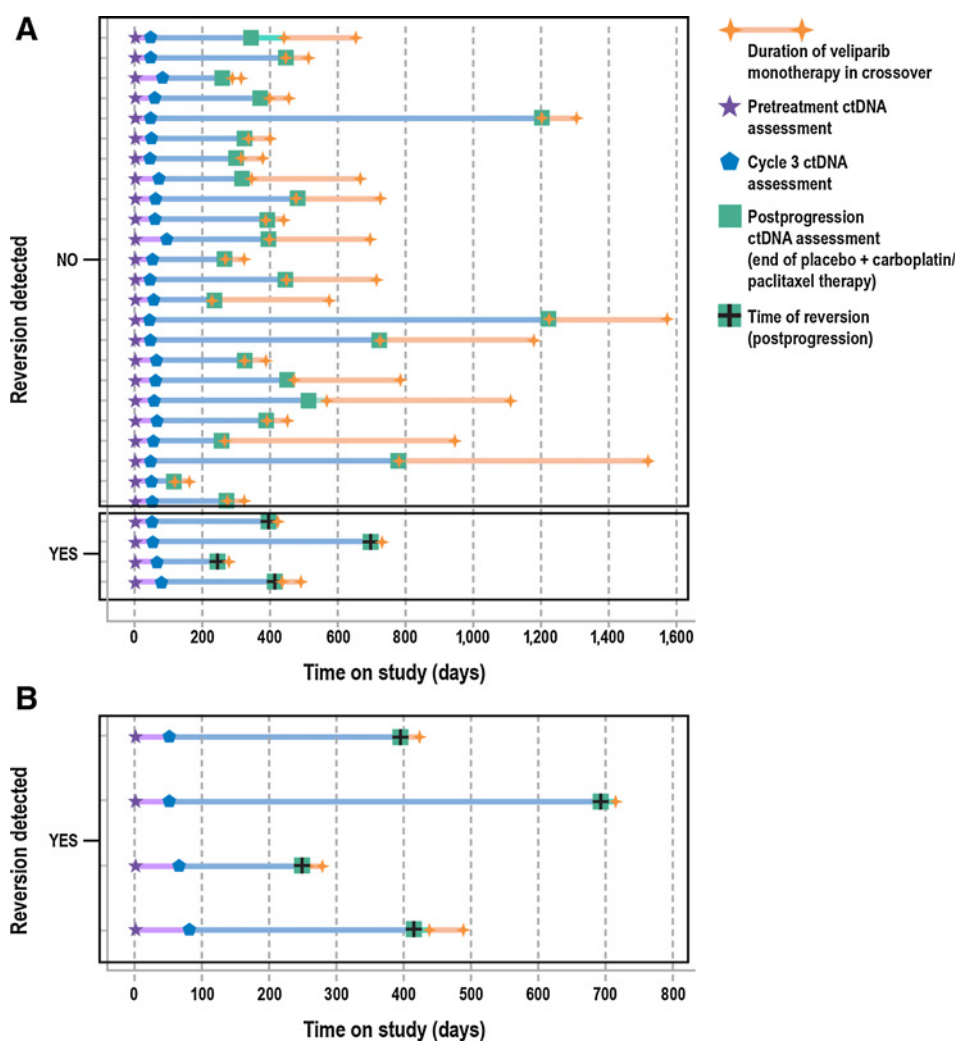 A
Reversion detected
NO
YES
0 200 400 600 800 1,000 1,200 1,400 1,600
Time on study (days)
Duration of veliparib
monotherapy in crossover
Pretreatment ctDNA
assessment
Cycle 3 ctDNA
assessment
Postprogression
ctDNA assessment
(end of placebo + carboplatin/
paclitaxel therapy)
Time of reversion
(postprogression)
B
Reversion detected
YES
0 100 200 300 400 500 600 700 800
Time on study (days)